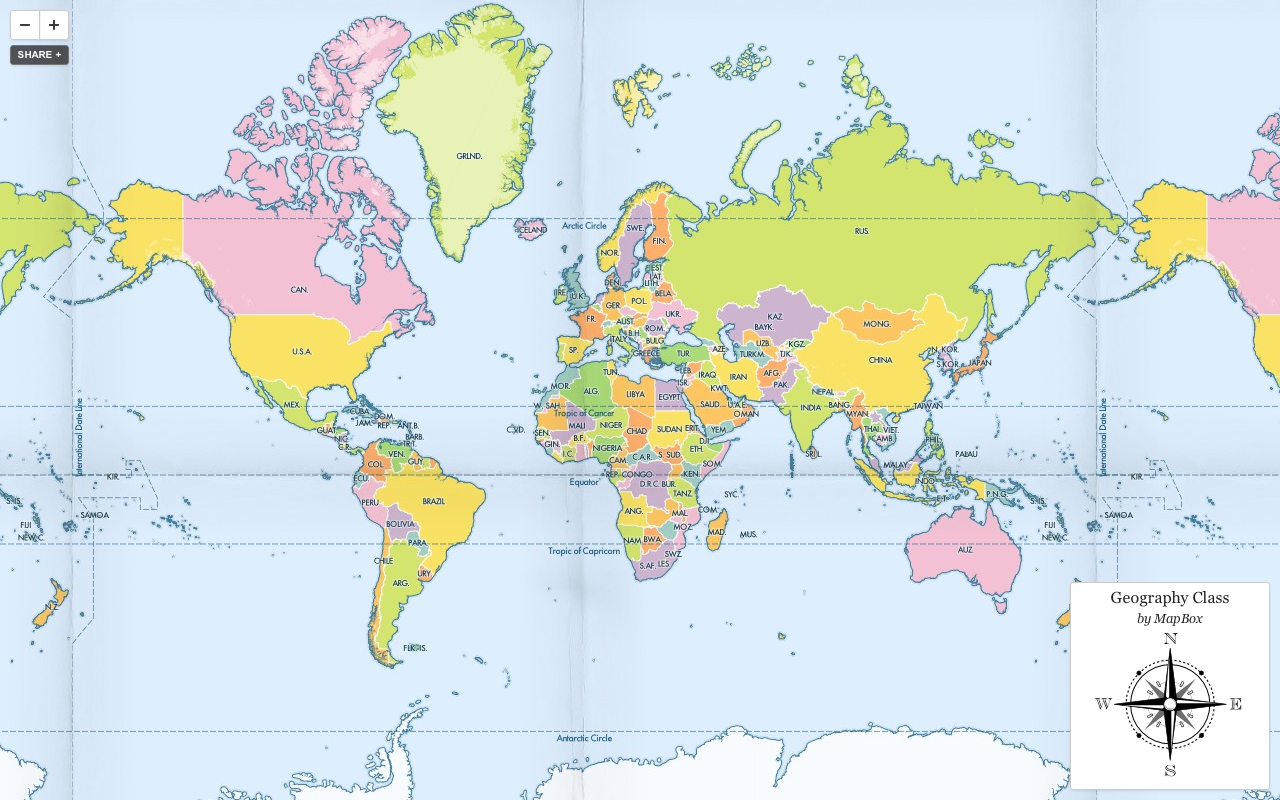 −
+
SHARE +
GRLND.
ICELAND
Arctic Circle
SWE.
FIN.
NOR.
RUS.
CAN.
EST.
LAT.
LITH.
DEN.
IRE.
U.K.
BELA.
GER.
POL.
FR.
AUST.
UKR.
ROM.
B.H.
ITALY
BULG.
SP.
GREECE
TUR.
KAZ.
BAYK.
MONG.
UZB.
KGZ.
AZE.
TURKM.
TJK.
U.S.A.
CHINA
N. KOR.
S.KOR.
JAPAN
TUN.
LEB.
ISR.
IRAQ
IRAN
AFG.
PAK.
KWT.
NEPAL
MOR.
ALG.
LIBYA
EGYPT
SAUD.
U.A.E.
OMAN
INDIA
BANG.
MYAN.
TAIWAN
MEX.
CUBA
DOM.
REP.
JAM.
ANT.B.
BARB.
TR.T.
GUAT.
NIC.
C.R.
Tropic of Cancer
W. SAH.
C.VD.
SEN.
GIN.
MALI
NIGER
CHAD
SUDAN
ERIT.
YEM.
B.F.
I.C.
NIGERIA
CAM.
C.A.R.
S. SUD.
DJI.
ETH.
SOM.
THAI.
VIET.
CAMB.
PHIL.
PALAU
SRI L.
MALAY.
VEN.
COL.
GUY.
ECU.
PERU
BRAZIL
Equator
REP. CONGO
D.R.C.
BUR.
KEN.
TANZ.
SYC.
INDO.
E.T.
P.N.G.
S. IS.
KIR.
KIR.
SAMOA
SAMOA
S. IS.
FIJI
NEW C.
FIJI
NEW C.
BOLIVIA
PARA.
CHILE
ARG.
URY.
FLK. IS.
ANG.
MAL.
COM.
MOZ.
MAD.
MUS.
NAM.
BWA.
SWZ.
LES.
S.AF.
Tropic of Capricorn
AUZ.
N.Z.
International Date Line
International Date Line
Antarctic Circle
Geography Class
by MapBox
N
W
E
S